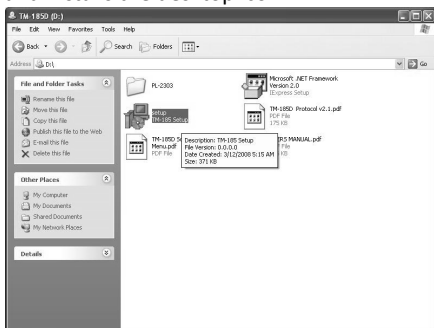 TM-185D (D:)
File Edit View Favorites Tools Help
Back Search Folders
Address D:\ Go
File and Folder Tasks
Rename this file
Move this file
Copy this file
Publish this file to the Web
E-mail this file
Delete this file
Other Places
My Computer
My Documents
Shared Documents
My Network Places
Details
PL-2303
Microsoft .NET Framework
Version 2.0
IExpress Setup
setup
TM-185 Setup
TM-185D Protocol v2.1.pdf
PDF File
175 KB
TM-185D
Menu.pdf
PDF File
MANUAL.pdf
File
KB
Description: TM-185 Setup
File Version: 0.0.0.0
Date Created: 3/12/2008 5:15 AM
Size: 371 KB